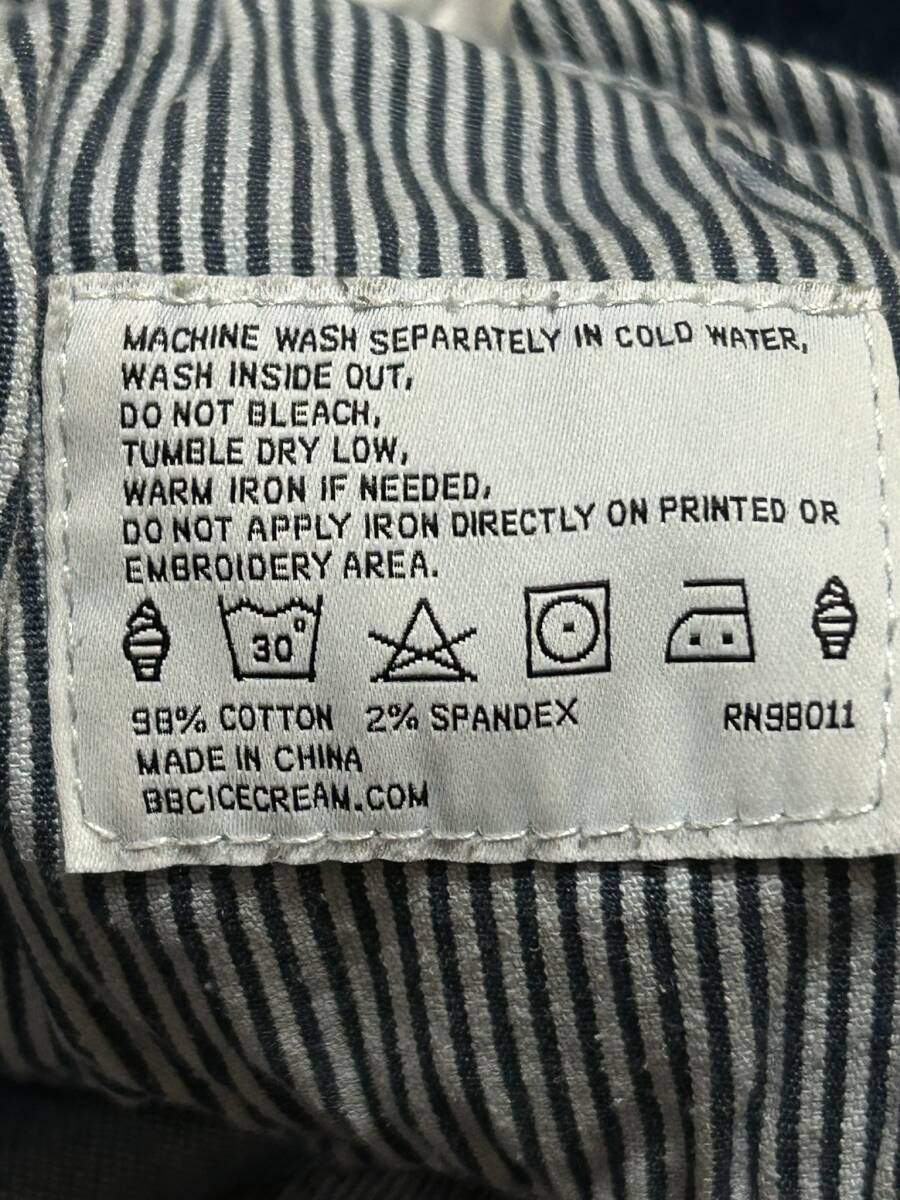 MACHINE WASH SEPARATELY IN COLD WATER,
WASH INSIDE OUT,
DO NOT BLEACH,
TUMBLE DRY LOW,
WARM IRON IF NEEDED,
DO NOT APPLY IRON DIRECTLY ON PRINTED OR
EMBROIDERY AREA.
30°
98% COTTON 2% SPANDEX RN98011
MADE IN CHINA
BBCICECREAM.COM